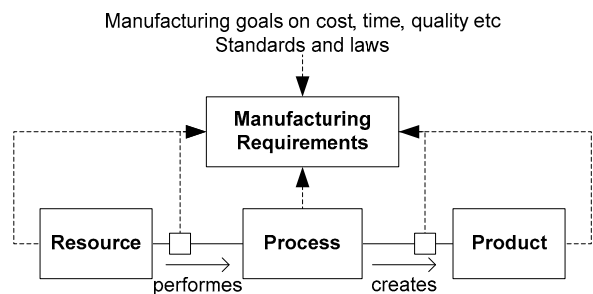 Manufacturing goals on cost, time, quality etc
Standards and laws
Manufacturing
Requirements
Resource
Process
Product
performes
creates